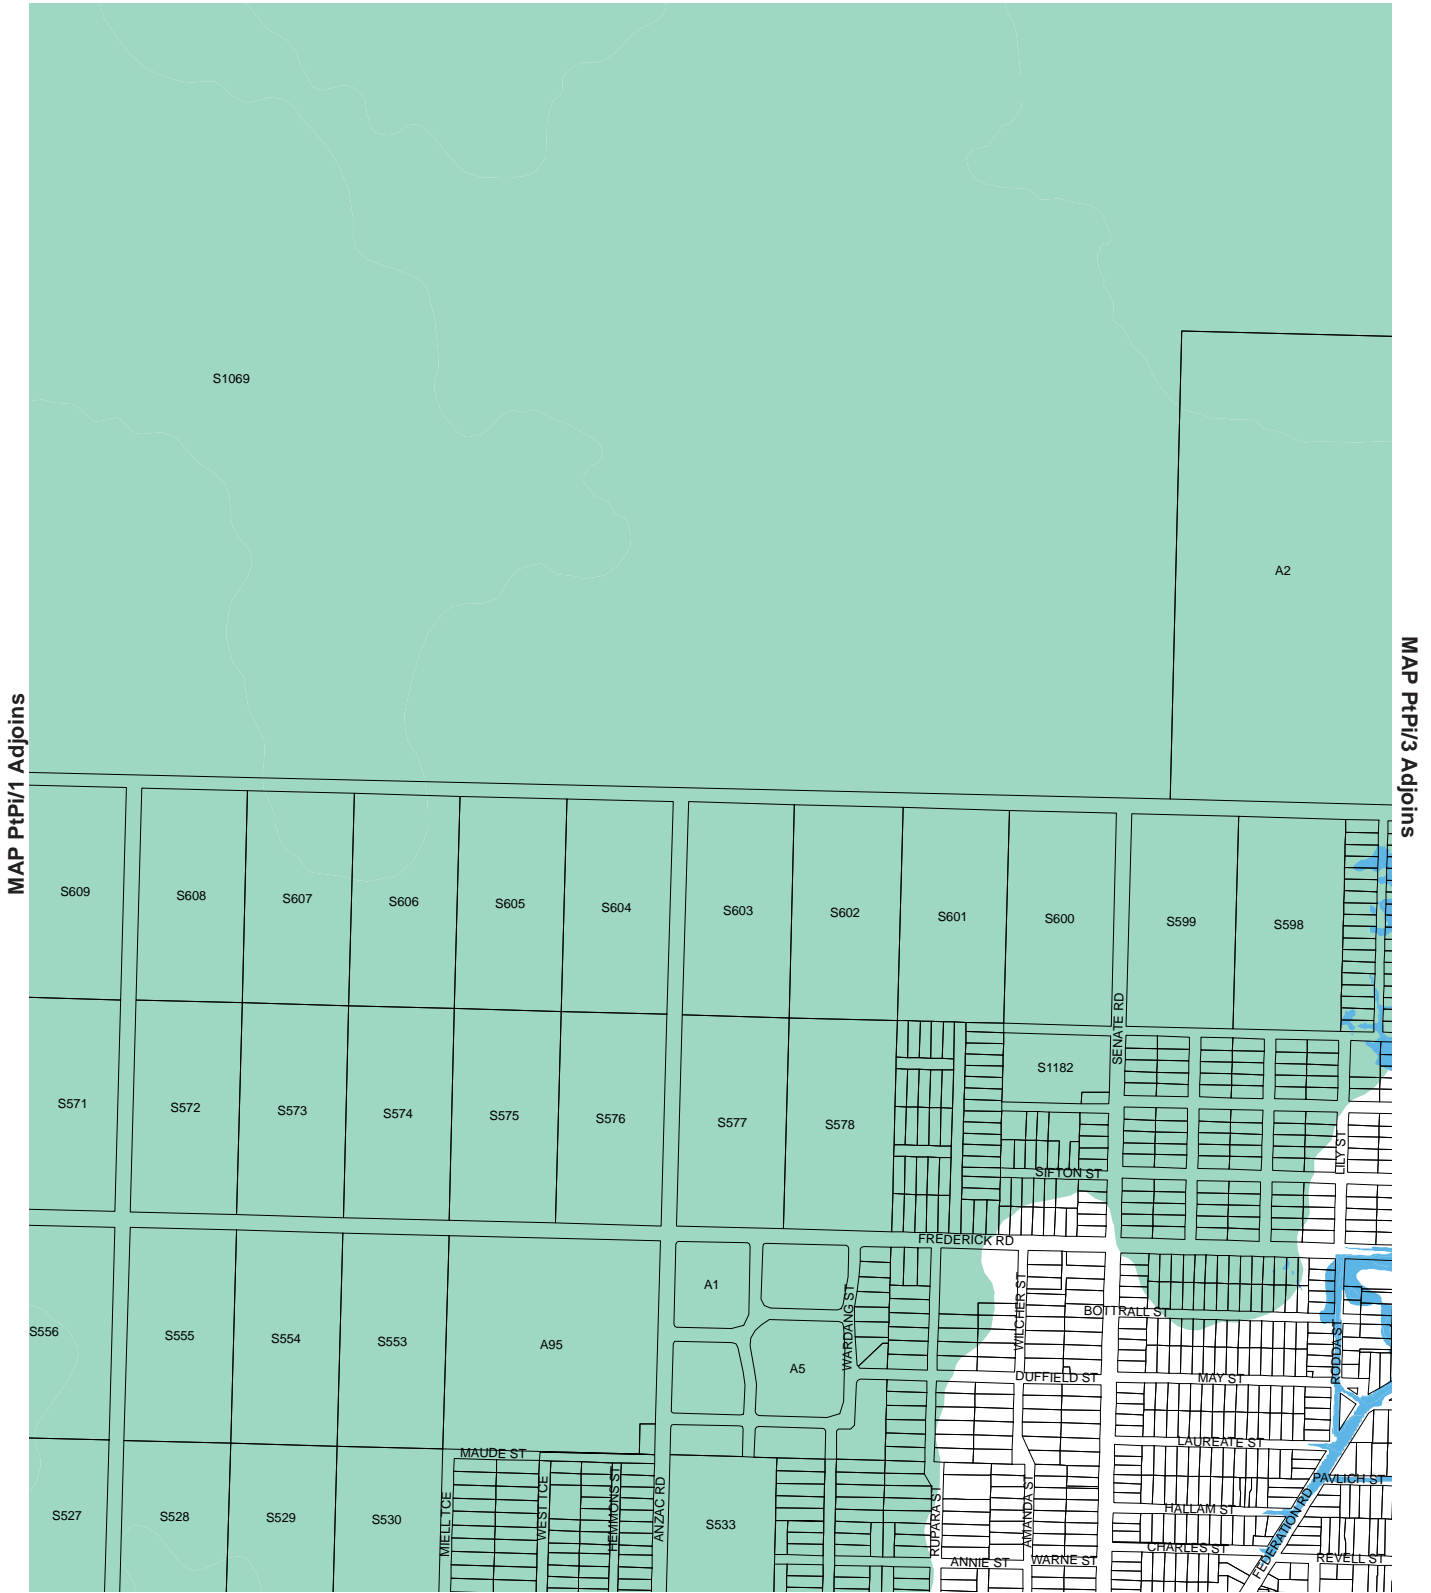 S1069
A2
MAP PtPi/1 Adjoins
MAP PtPi/3 Adjoins
S609
S608
S607
S606
S605
S604
S603
S602
S601
S600
S599
S598
SENATE RD
S1182
S571
S572
S573
S574
S575
S576
S577
S578
LILY ST
SIFTON ST
FREDERICK RD
A1
WARDANG ST
WILCHER ST
BOTTRALL ST
S556
S555
S554
S553
A95
A5
RODDA ST
DUFFIELD ST
MAY ST
MAUDE ST
LAUREATE ST
PAVLICH ST
MIELL TCE
WEST TCE
HEMMONS ST
ANZAC RD
RUPARA ST
AMANDA ST
HALLAM ST
FEDERATION RD
S527
S528
S529
S530
S533
CHARLES ST
ANNIE ST
WARNE ST
REVELL ST